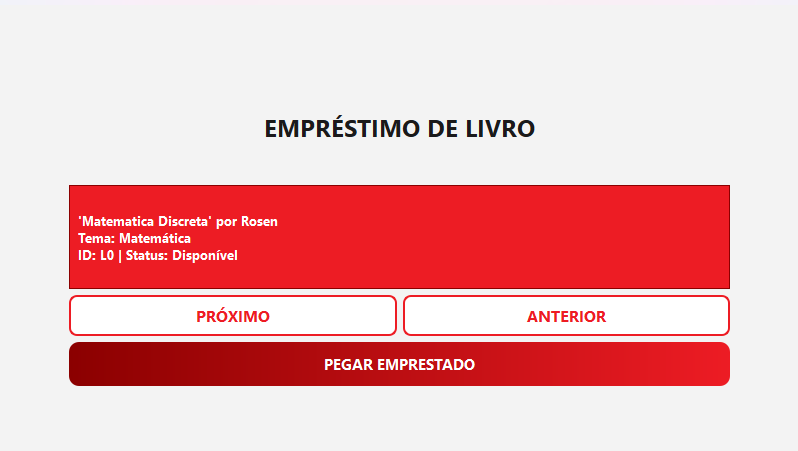 EMPRÉSTIMO DE LIVRO
'Matematica Discreta' por Rosen
Tema: Matemática
ID: L0 | Status: Disponível
PRÓXIMO
ANTERIOR
PEGAR EMPRESTADO